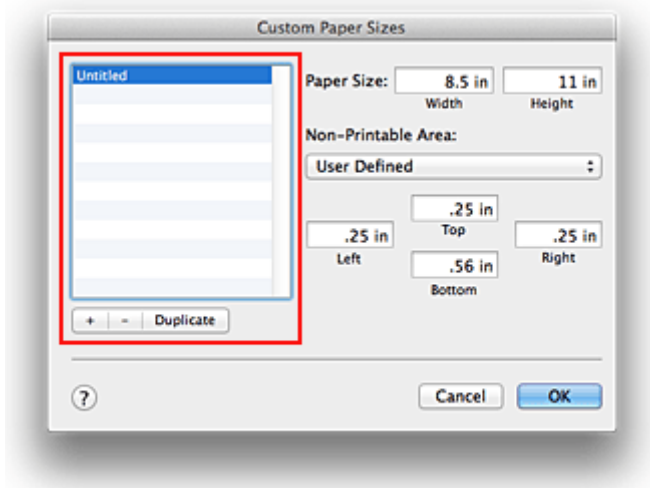 Custom Paper Sizes
Untitled
Paper Size: 8.5 in 11 in
Width Height
Non-Printable Area:
User Defined
.25 in
Top
.25 in .25 in
Left Right
.56 in
Bottom
+ - Duplicate
? Cancel OK